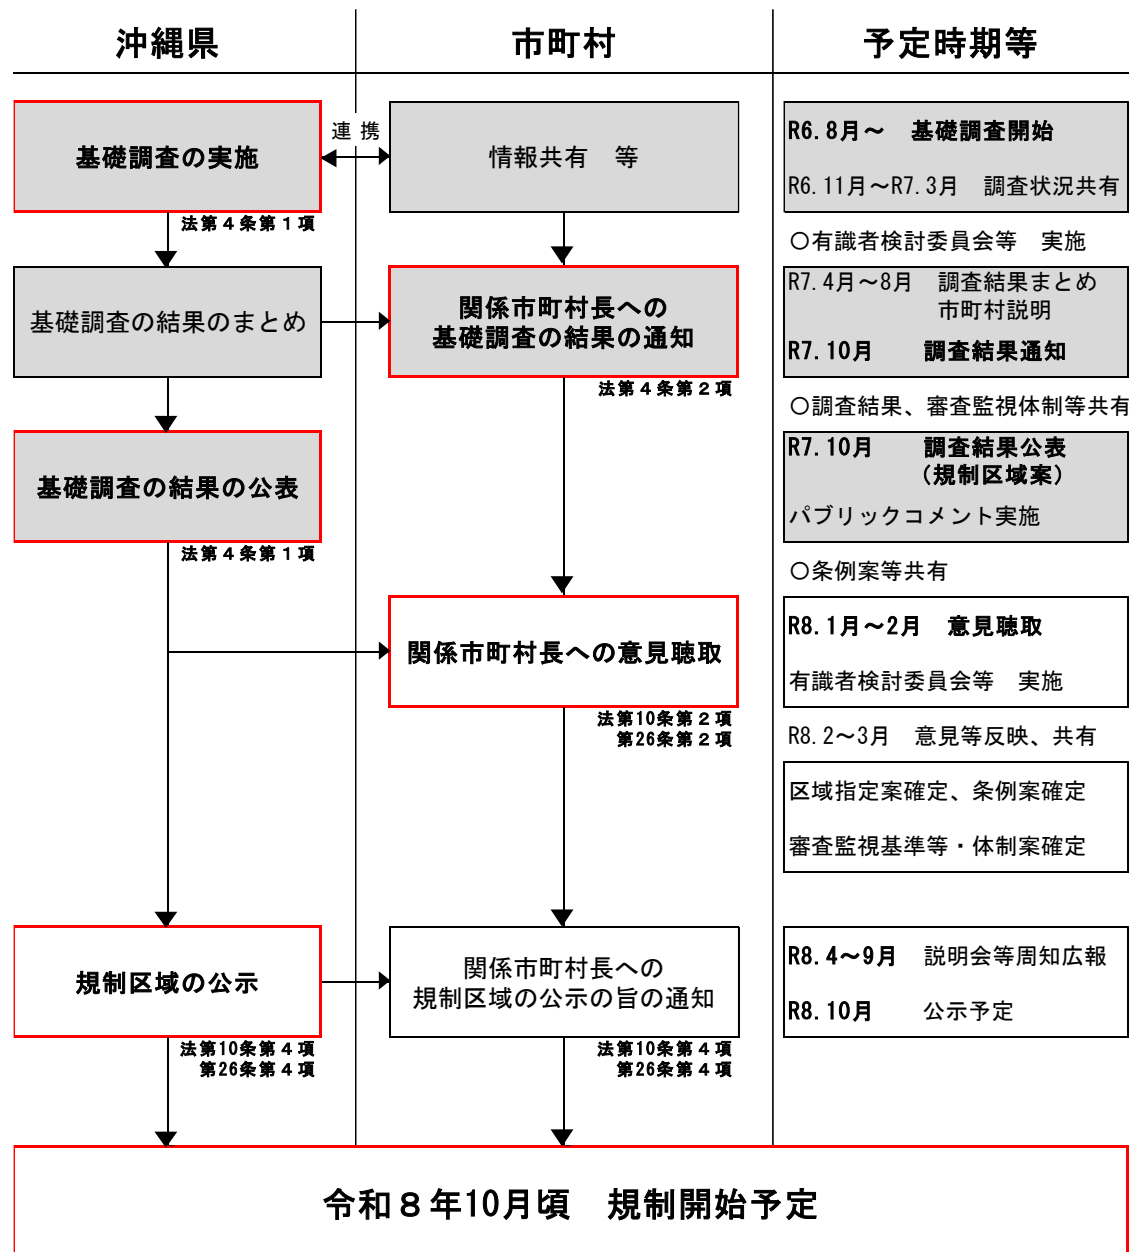 沖縄県
市町村
予定時期等
基礎調査の実施
法第４条第１項
連 携
情報共有　等
R6.8月～　基礎調査開始
R6.11月～R7.3月　調査状況共有
○有識者検討委員会等　実施
基礎調査の結果のまとめ
関係市町村長への
基礎調査の結果の通知
法第４条第２項
R7.4月～8月　調査結果まとめ
市町村説明
R7.10月　　調査結果通知
○調査結果、審査監視体制等共有
基礎調査の結果の公表
法第４条第１項
R7.10月　　調査結果公表
（規制区域案）
パブリックコメント実施
○条例案等共有
関係市町村長への意見聴取
法第10条第２項
第26条第２項
R8.1月～2月　意見聴取
有識者検討委員会等　実施
R8.2～3月　意見等反映、共有
区域指定案確定、条例案確定
審査監視基準等・体制案確定
規制区域の公示
法第10条第４項
第26条第４項
関係市町村長への
規制区域の公示の旨の通知
法第10条第４項
第26条第４項
R8.4～9月　説明会等周知広報
R8.10月　　公示予定
令和８年10月頃　規制開始予定